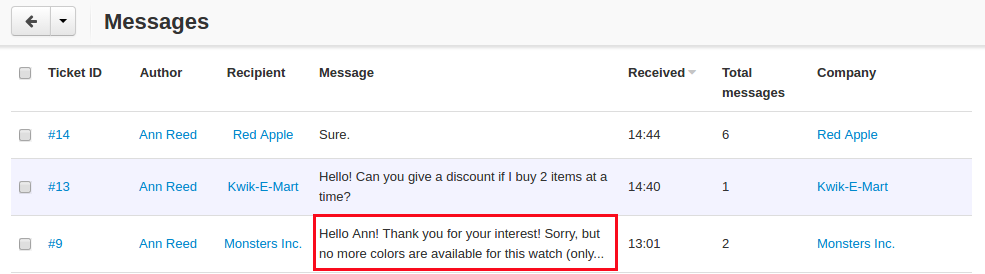 Messages
Ticket ID Author Recipient Message Received Total messages Company
#14 Ann Reed Red Apple Sure. 14:44 6 Red Apple
#13 Ann Reed Kwik-E-Mart Hello! Can you give a discount if I buy 2 items at a
time? 14:40 1 Kwik-E-Mart
#9 Ann Reed Monsters Inc. Hello Ann! Thank you for your interest! Sorry, but
no more colors are available for this watch (only... 13:01 2 Monsters Inc.